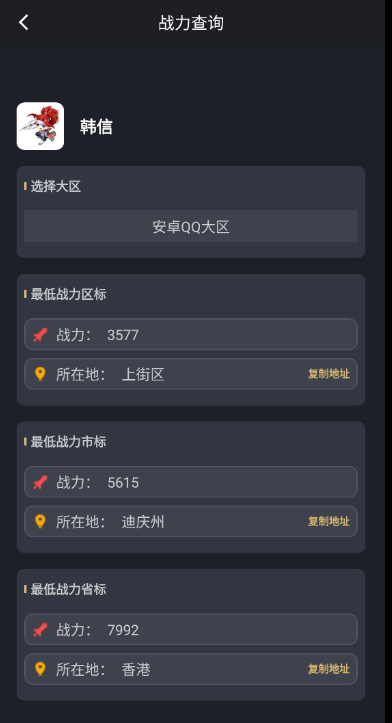 战力查询
韩信
选择大区
安卓QQ大区
最低战力区标
战力： 3577
所在地： 上街区 复制地址
最低战力市标
战力： 5615
所在地： 迪庆州 复制地址
最低战力省标
战力： 7992
所在地： 香港 复制地址